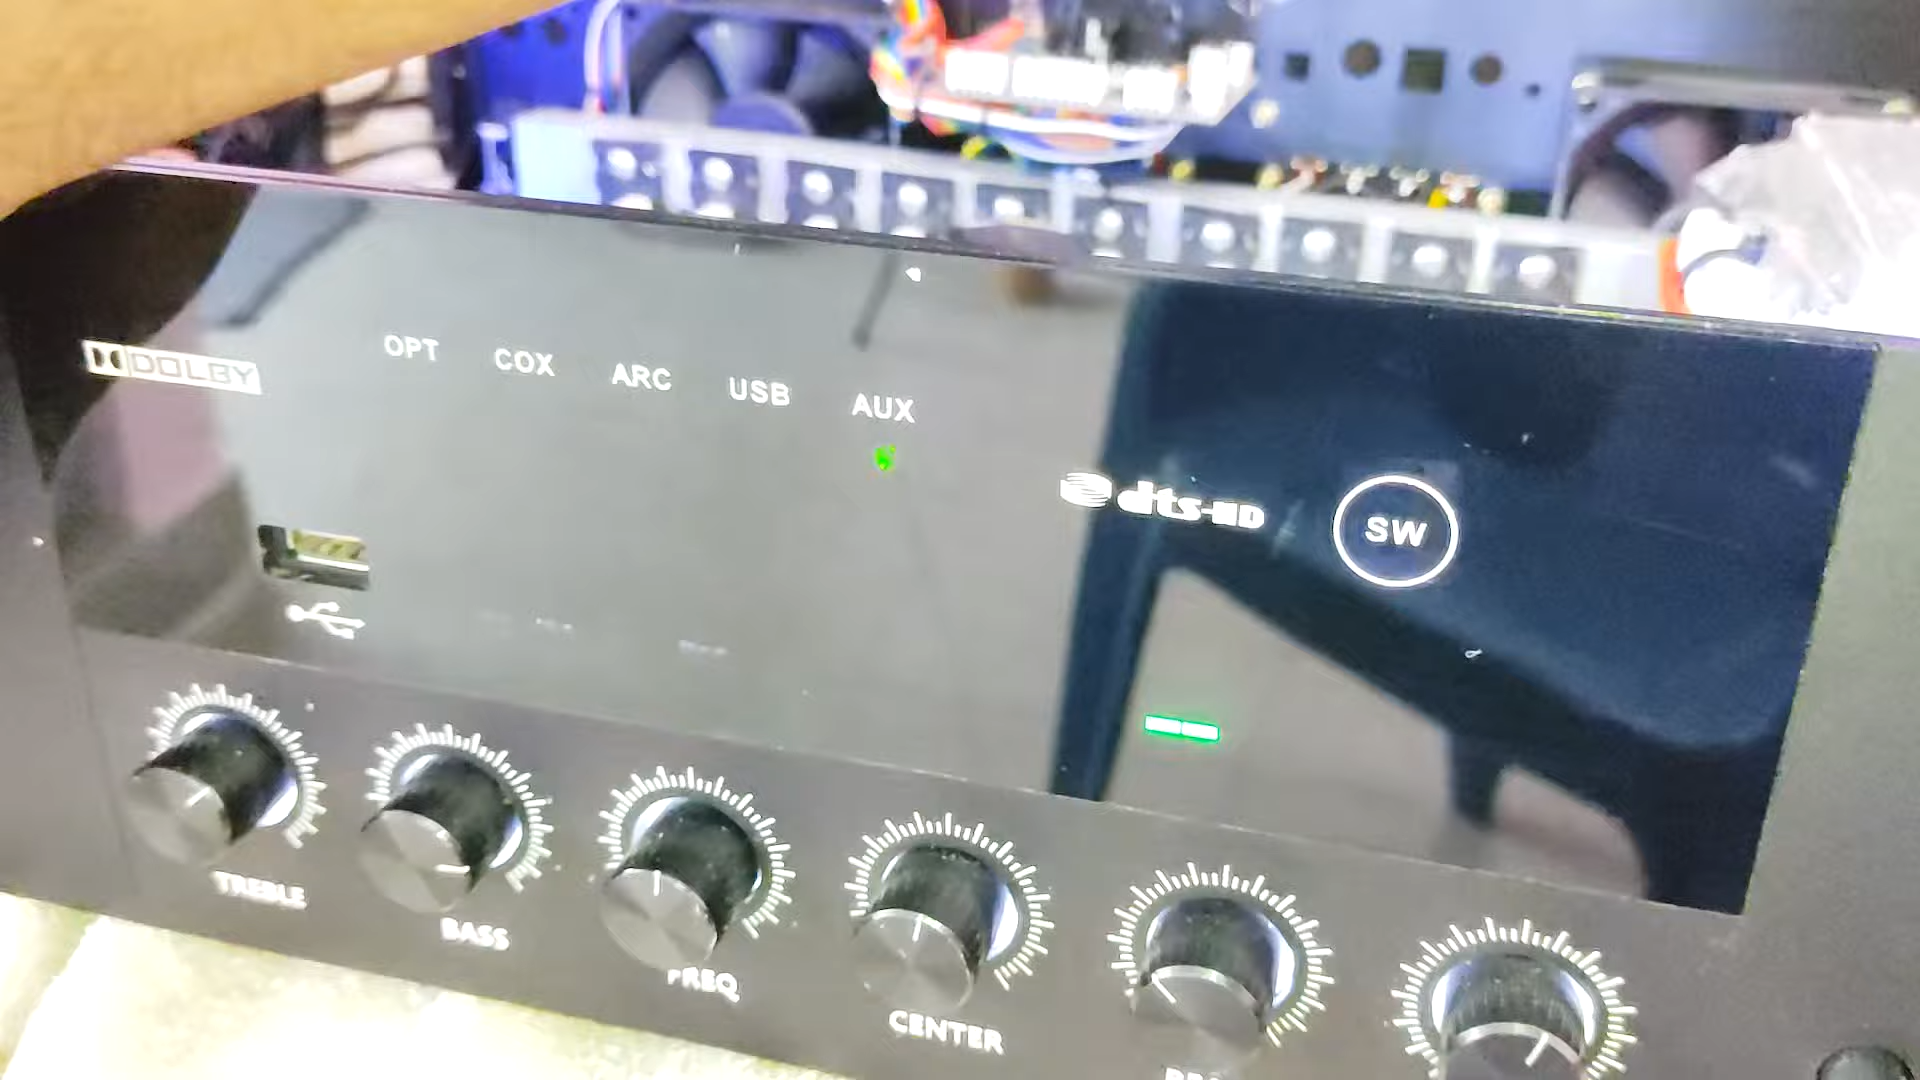 DOLBY
OPT COX ARC USB AUX
dts-HD
SW
TREBLE
BASS
FREQ
CENTER